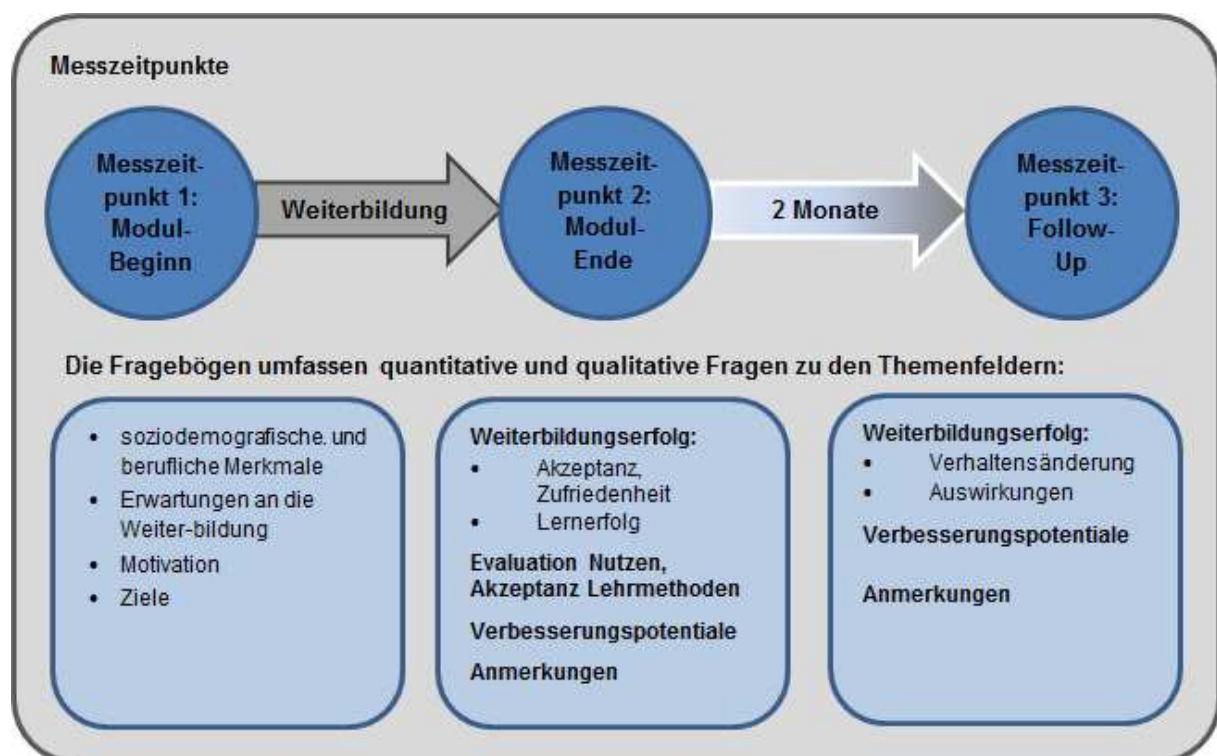 Messzeitpunkte
Messzeit-
punkt 1:
Modul-
Beginn
Weiterbildung
Messzeit-
punkt 2:
Modul-
Ende
2 Monate
Messzeit-
punkt 3:
Follow-
Up
Die Fragebögen umfassen quantitative und qualitative Fragen zu den Themenfeldern:
• soziodemografische. und
berufliche Merkmale
• Erwartungen an die
Weiter-bildung
• Motivation
• Ziele
Weiterbildungserfolg:
• Akzeptanz,
Zufriedenheit
• Lernerfolg
Evaluation Nutzen,
Akzeptanz Lehrmethoden
Verbesserungspotentiale
Anmerkungen
Weiterbildungserfolg:
• Verhaltensänderung
• Auswirkungen
Verbesserungspotentiale
Anmerkungen